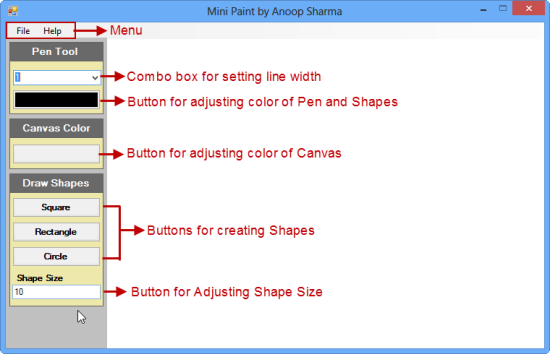 Mini Paint by Anoop Sharma
File Help Menu
Pen Tool
1 Combo box for setting line width
Button for adjusting color of Pen and Shapes
Canvas Color
Button for adjusting color of Canvas
Draw Shapes
Square
Rectangle Buttons for creating Shapes
Circle
Shape Size
10 Button for Adjusting Shape Size